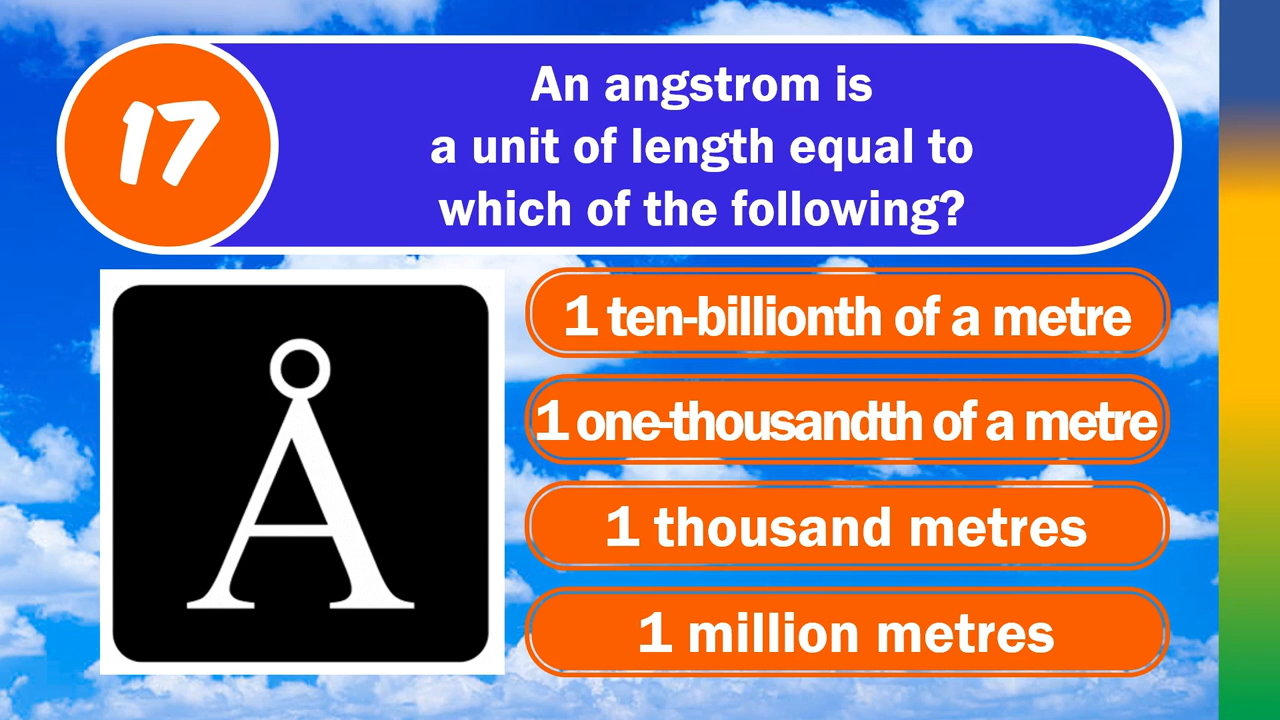 17
An angstrom is
a unit of length equal to
which of the following?
Å
1 ten-billionth of a metre
1 one-thousandth of a metre
1 thousand metres
1 million metres